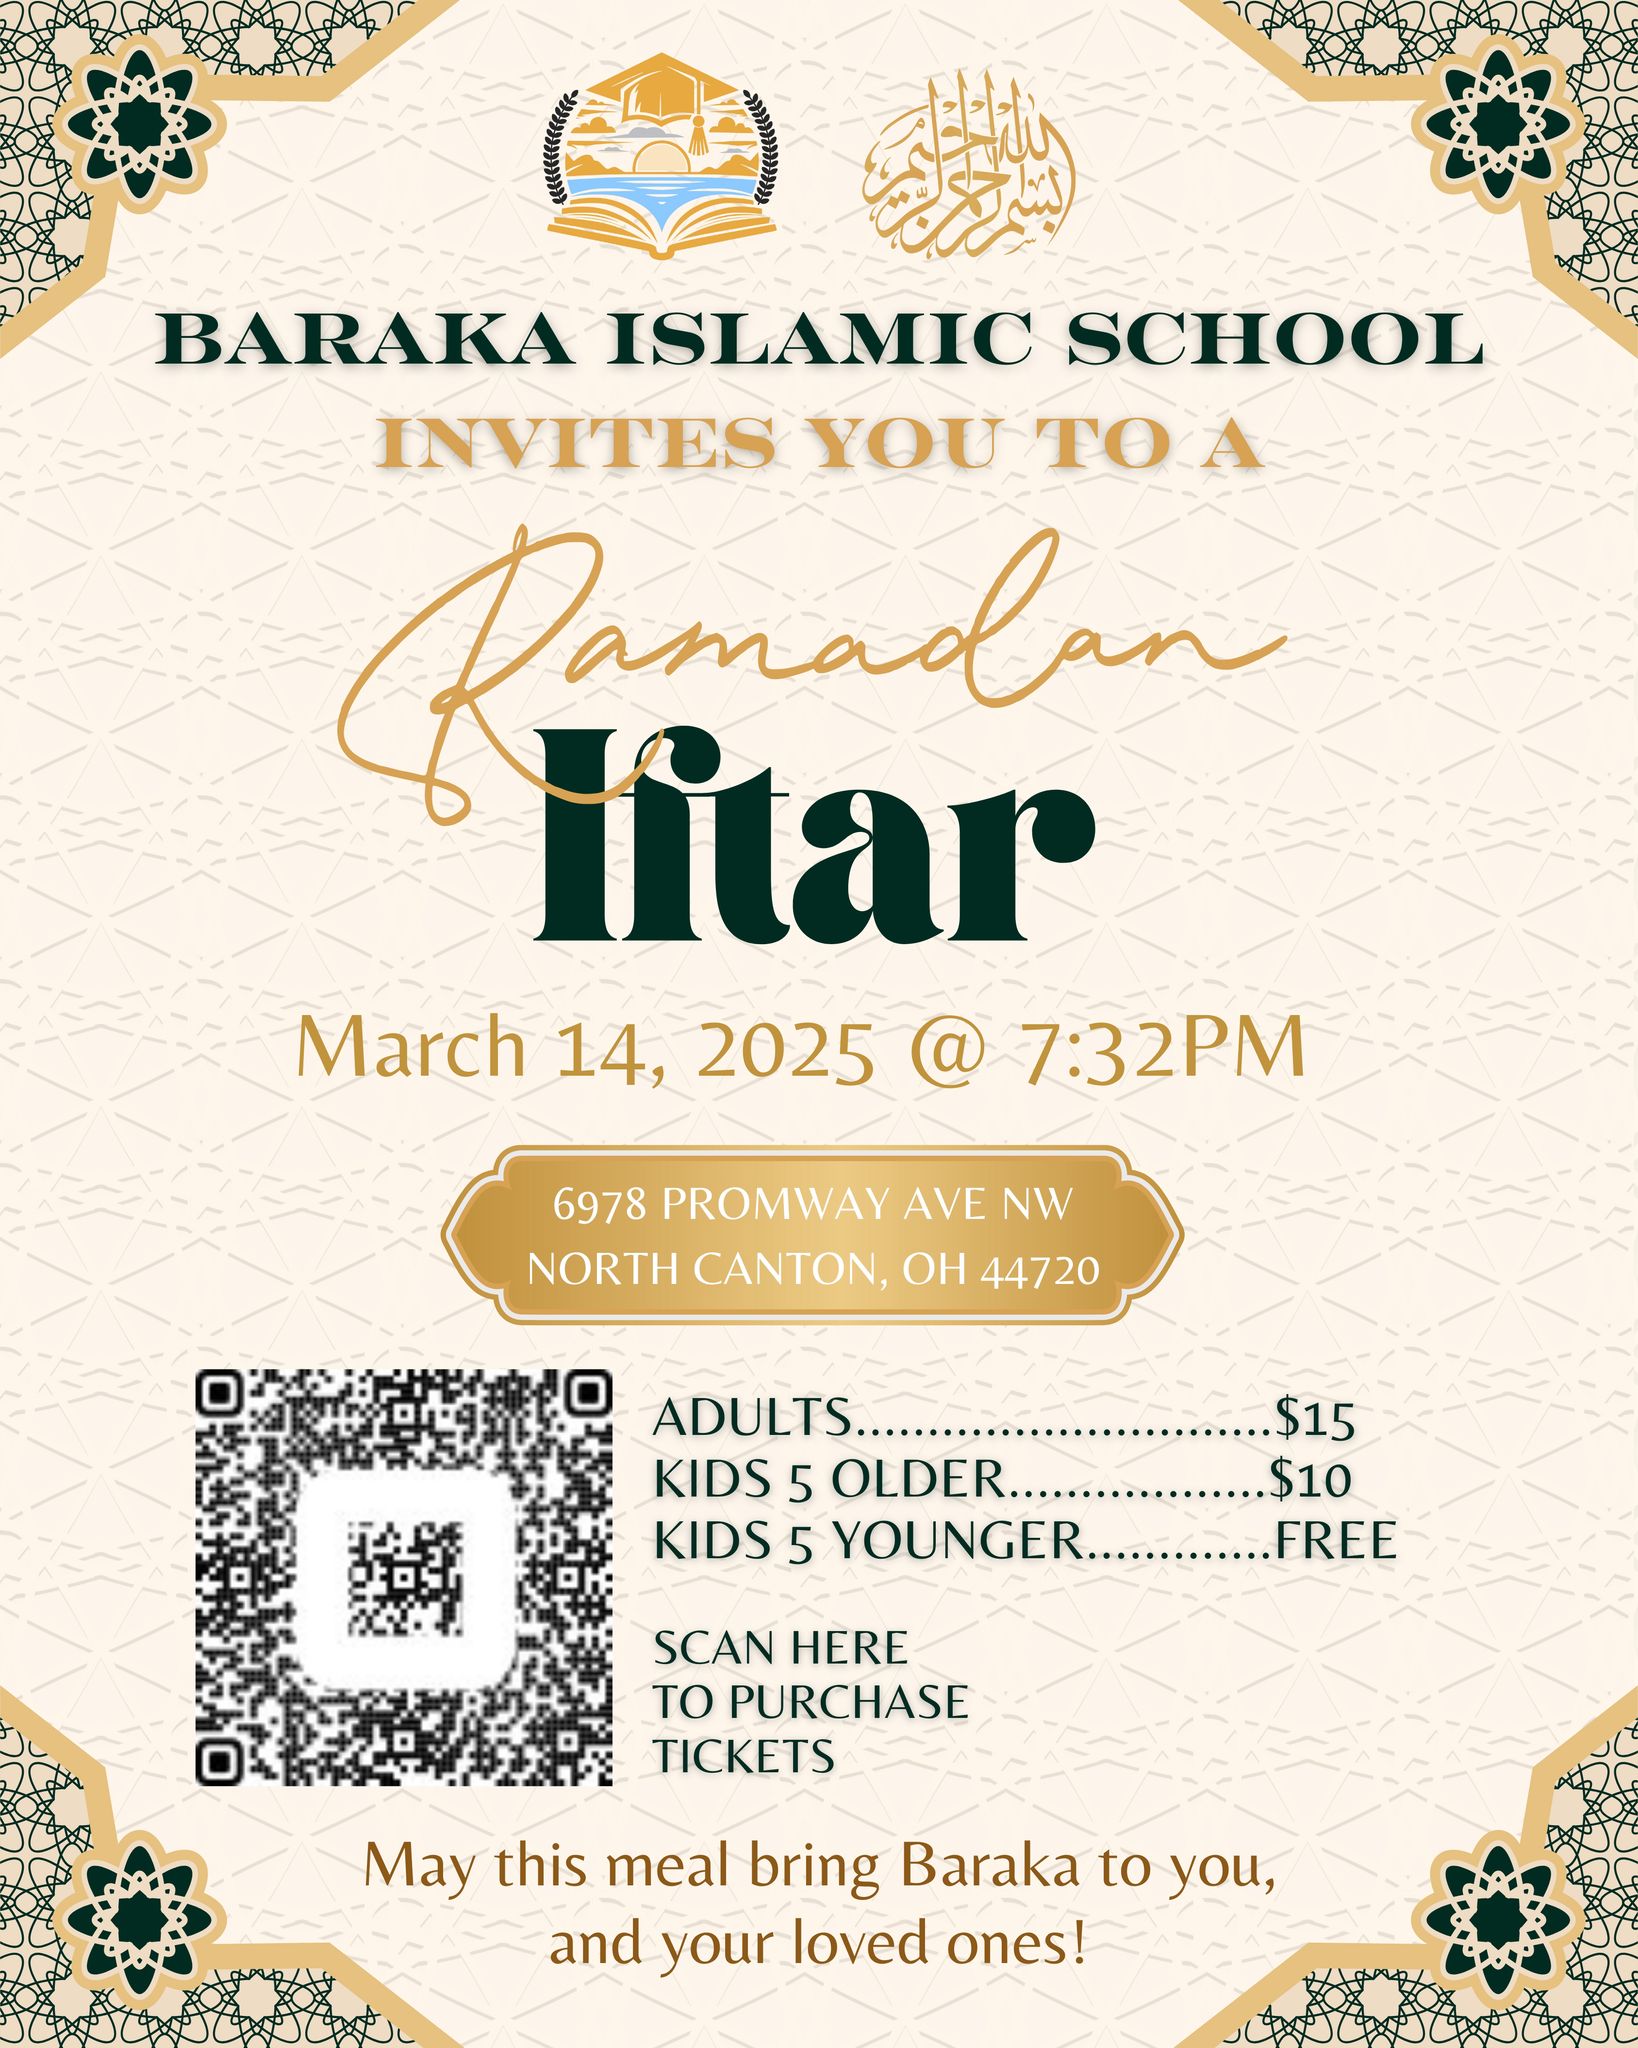 بسم الله الرحمن الرحيم
BARAKA ISLAMIC SCHOOL
INVITES YOU TO A
Ramadan
Iftar
March 14, 2025 @ 7:32PM
6978 PROMWAY AVE NW
NORTH CANTON, OH 44720
ADULTS.............................$15
KIDS 5 OLDER..................$10
KIDS 5 YOUNGER.............FREE
SCAN HERE
TO PURCHASE
TICKETS
May this meal bring Baraka to you,
and your loved ones!